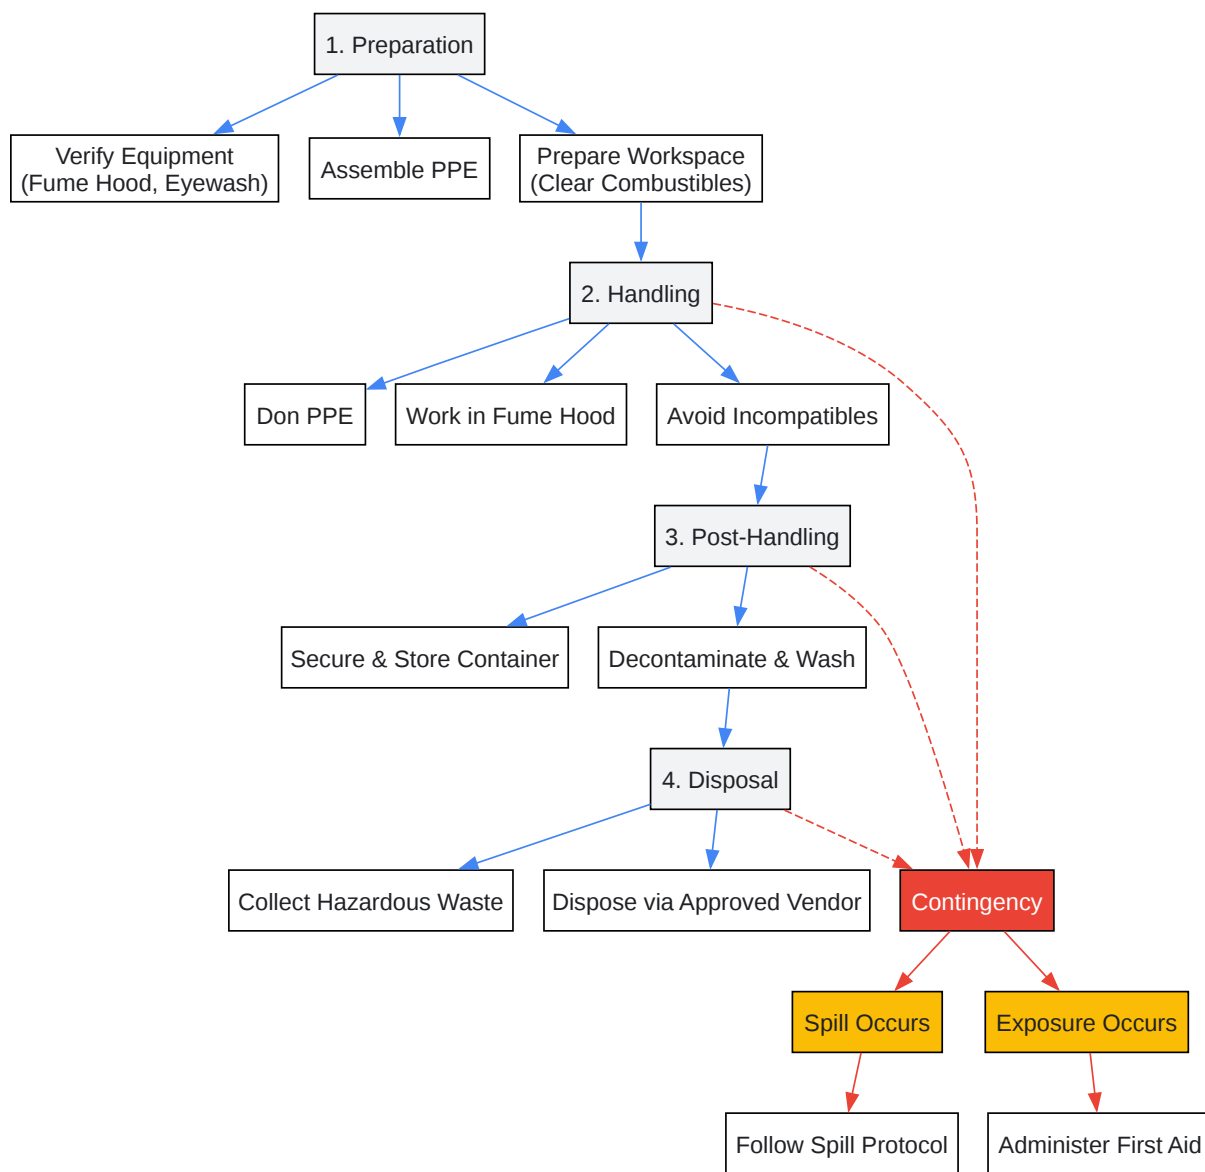 1. Preparation
Verify Equipment
(Fume Hood, Eyewash)
Assemble PPE
Prepare Workspace
(Clear Combustibles)
2. Handling
Don PPE
Work in Fume Hood
Avoid Incompatibles
3. Post-Handling
Secure & Store Container
Decontaminate & Wash
4. Disposal
Collect Hazardous Waste
Dispose via Approved Vendor
Contingency
Spill Occurs
Exposure Occurs
Follow Spill Protocol
Administer First Aid